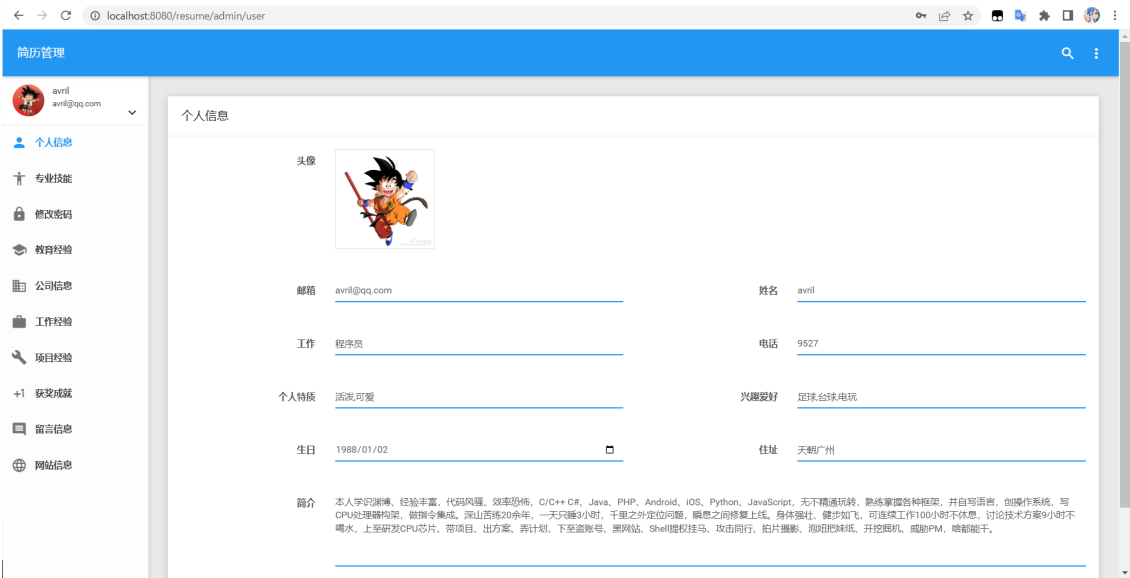 localhost:8080/resume/admin/user
简历管理
avril
avril@qq.com
个人信息
专业技能
修改密码
教育经验
公司信息
工作经验
项目经验
+1 获奖成就
留言信息
网站信息
个人信息
头像
邮箱 avril@qq.com 姓名 avril
工作 程序员 电话 9527
个人特质 活泼,可爱 兴趣爱好 足球,台球,电玩
生日 1988/01/02 住址 天朝广州
简介 本人学识渊博、经验丰富，代码风骚、效率恐怖，C/C++ C#、Java、PHP、Android、iOS、Python、JavaScript，无不精通玩转，熟练掌握各种框架，并自写语言，创操作系统，写
CPU处理器构架，做指令集成。深山苦练20余年，一天只睡3小时，千里之外定位问题，瞬息之间修复上线。身体强壮、健步如飞，可连续工作100小时不休息，讨论技术方案9小时不
喝水，上至研发CPU芯片、带项目、出方案、弄计划，下至盗账号、黑网站、Shell提权挂马、攻击同行、拍片摄影、泡妞把妹纸、开挖掘机、威胁PM，啥都能干。